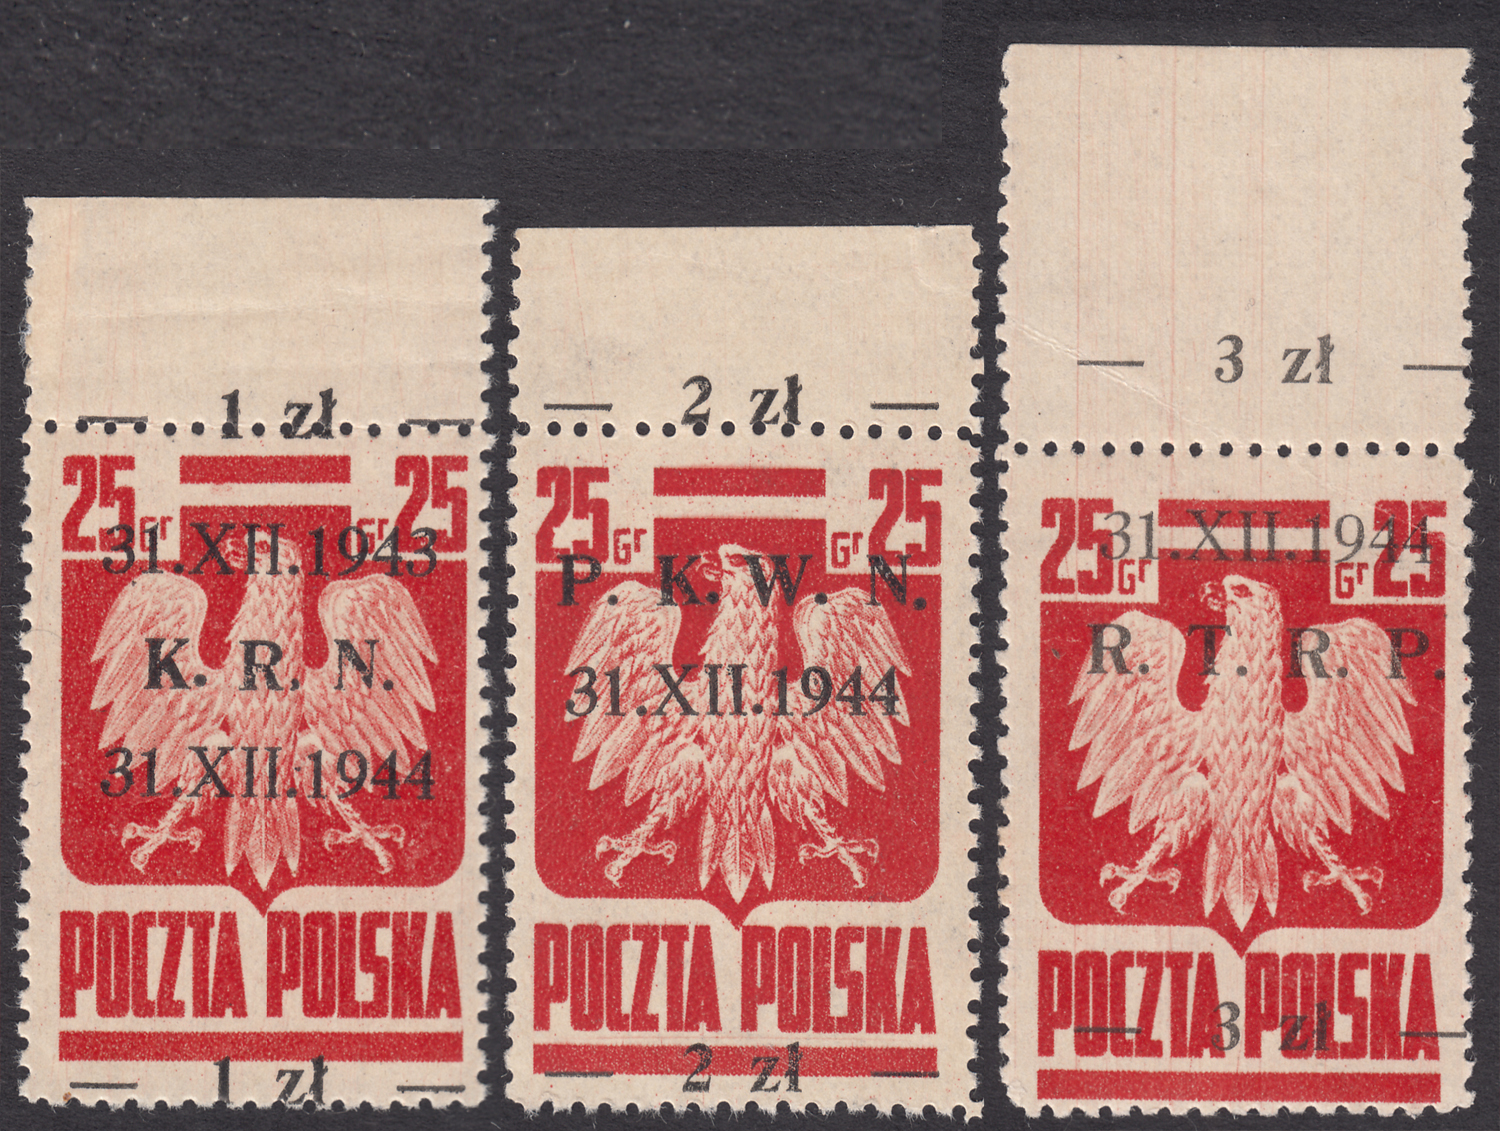 1 zł
25 Gr Gr 25
31.XII.1943
K. R. N.
31.XII.1944
POCZTA POLSKA
1 zł
2 zł
25 Gr Gr 25
P. K. W. N.
31.XII.1944
POCZTA POLSKA
2 zł
3 zł
25 Gr Gr 25
31.XII.1944
R. T. R. P.
POCZTA POLSKA
3 zł